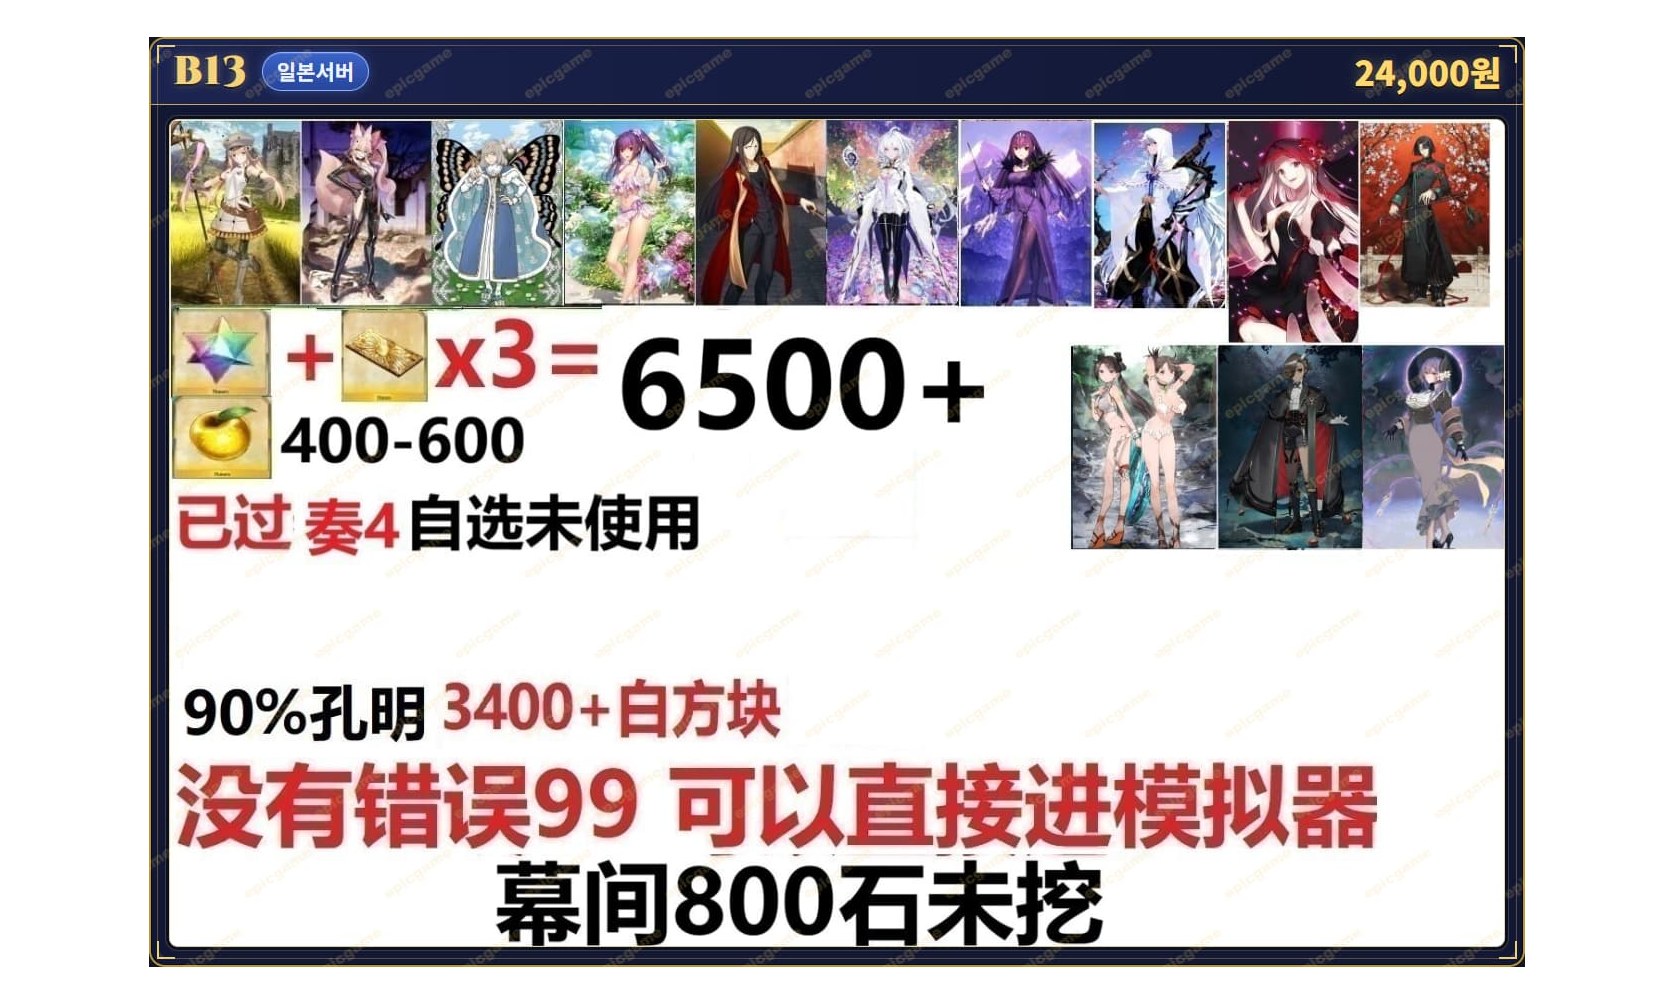 B13 일본서버 24,000원
+ x3= 6500+
400-600
已过 奏4 自选未使用
90%孔明 3400+白方块
没有错误99 可以直接进模拟器
幕间800石未挖
epicgame